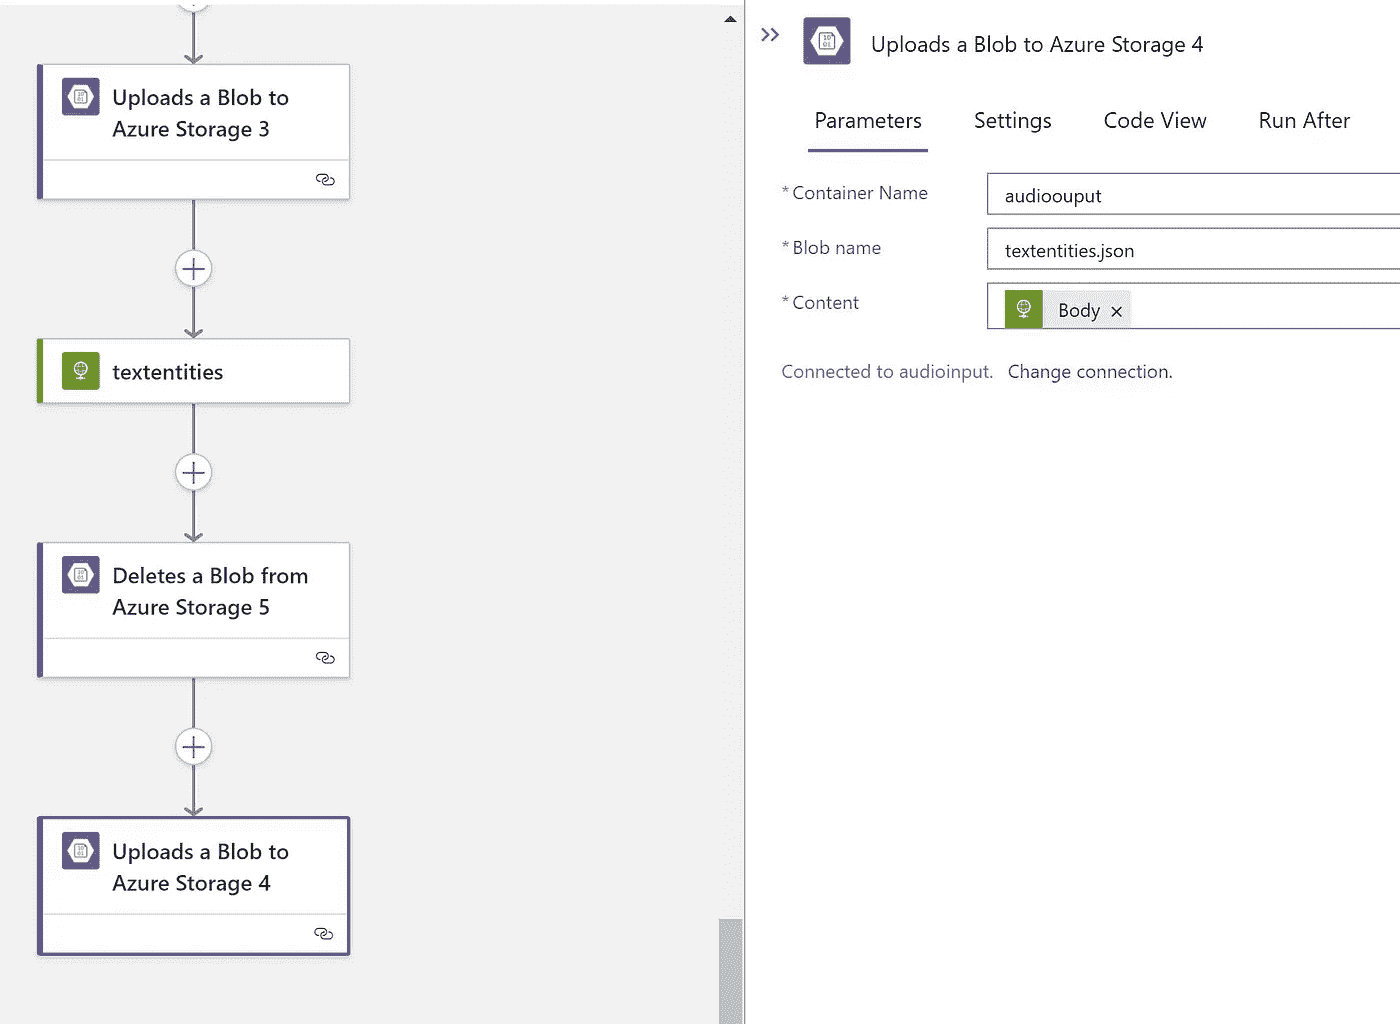 Uploads a Blob to
Azure Storage 3
textentities
Deletes a Blob from
Azure Storage 5
Uploads a Blob to
Azure Storage 4
Uploads a Blob to Azure Storage 4
Parameters Settings Code View Run After
* Container Name audioouput
* Blob name textentities.json
* Content Body ×
Connected to audioinput. Change connection.